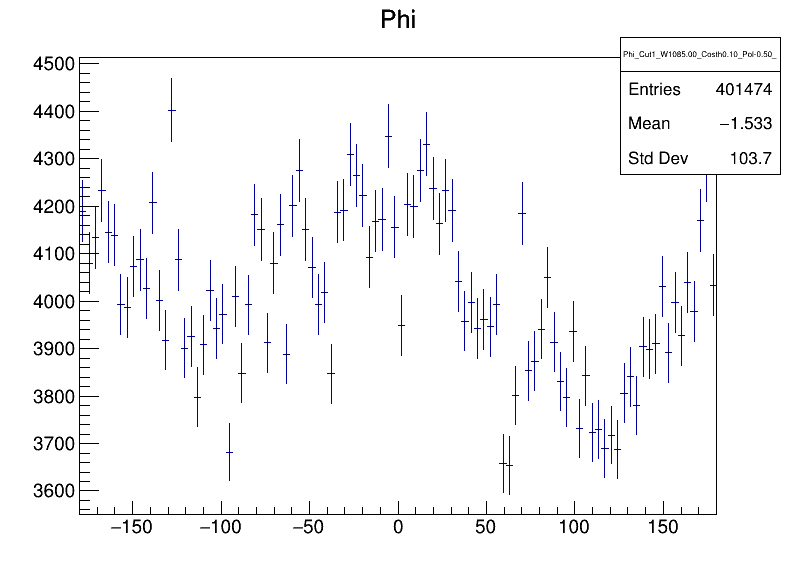 Phi
Phi_Cut1_W1085.00_Costh0.10_Pol-0.50_
Entries 401474
Mean −1.533
Std Dev 103.7
4500
4400
4300
4200
4100
4000
3900
3800
3700
3600
−150 −100 −50 0 50 100 150